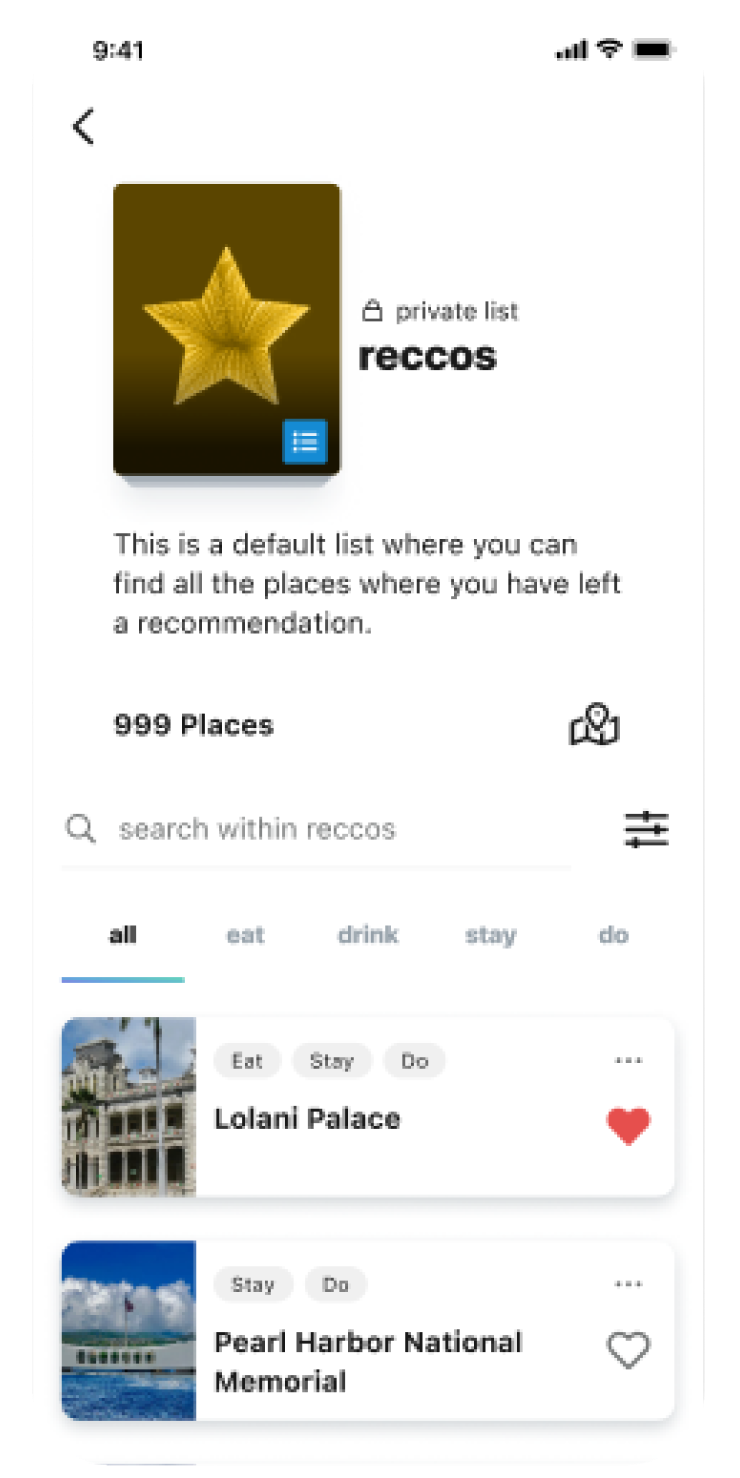 9:41
private list
reccos
This is a default list where you can
find all the places where you have left
a recommendation.
999 Places
search within reccos
all eat drink stay do
Eat Stay Do
Lolani Palace
Stay Do
Pearl Harbor National
Memorial